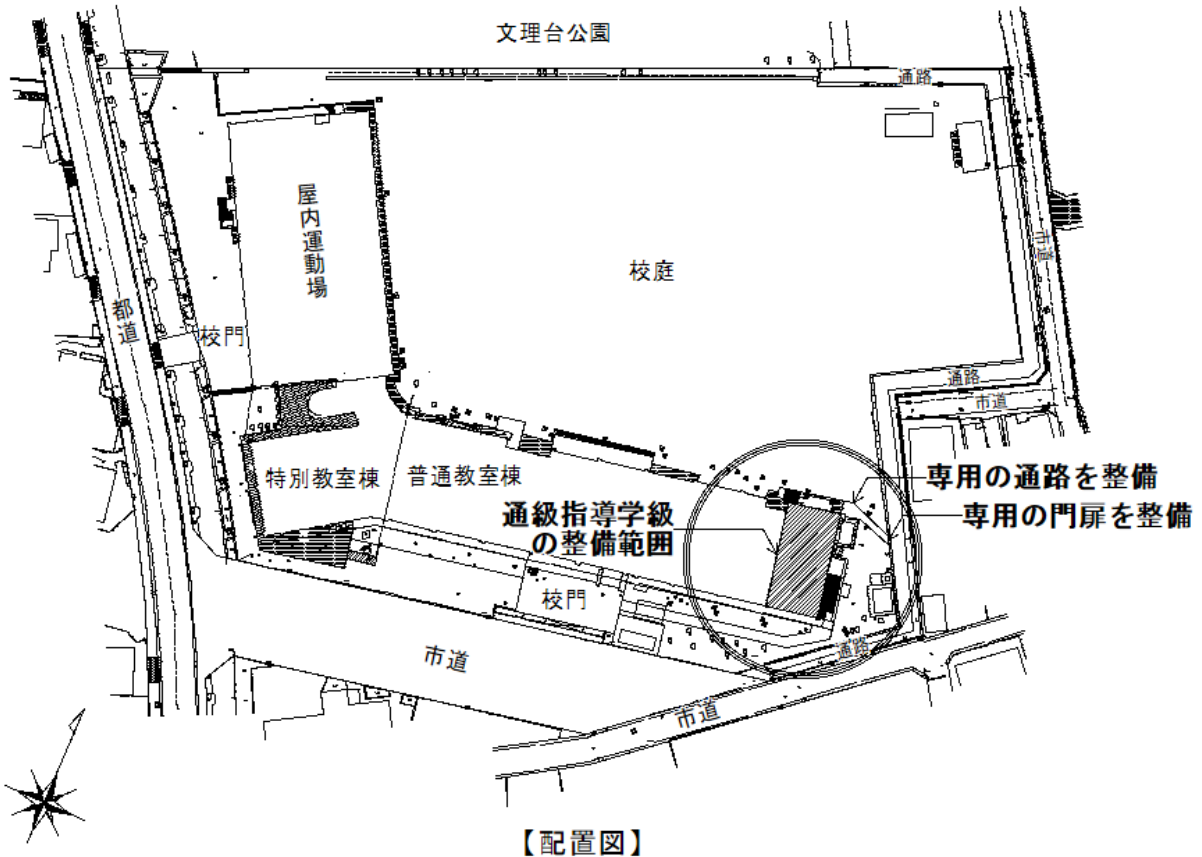 文理台公園
通路
屋内運動場
校庭
市道
都道
校門
通路
市道
特別教室棟
普通教室棟
専用の通路を整備
通級指導学級
の整備範囲
専用の門扉を整備
校門
通路
市道
市道
【配置図】